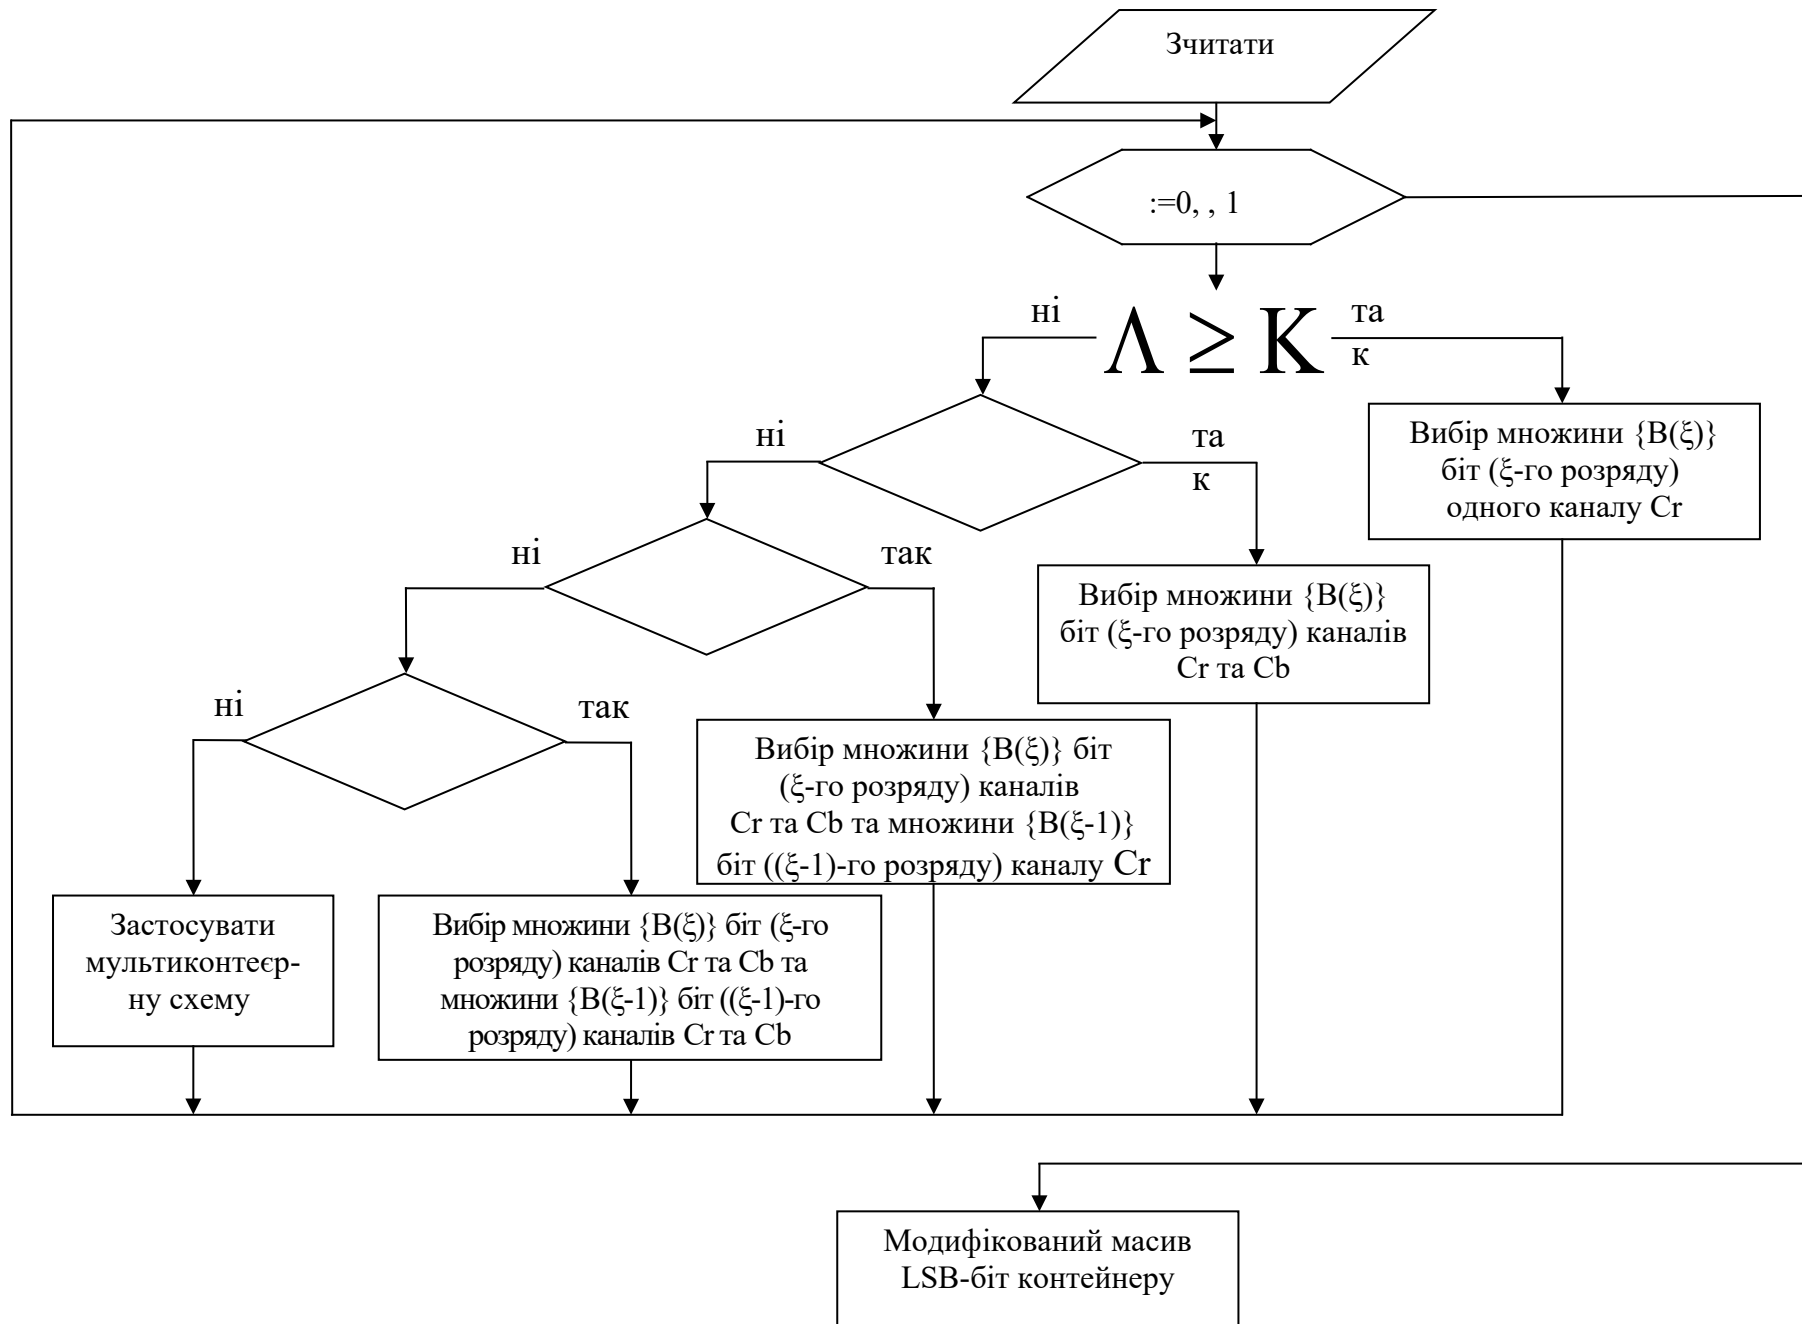 Зчитати
:=0, , 1
ні
Λ ≥ K
та
к
Вибір множини {B(ξ)}
біт (ξ-го розряду)
одного каналу Cr
ні
та
к
Вибір множини {B(ξ)}
біт (ξ-го розряду) каналів
Cr та Cb
ні
так
Вибір множини {B(ξ)} біт
(ξ-го розряду) каналів
Cr та Cb та множини {B(ξ-1)}
біт ((ξ-1)-го розряду) каналу Cr
ні
так
Застосувати
мультиконтеєр-
ну схему
Вибір множини {B(ξ)} біт (ξ-го
розряду) каналів Cr та Cb та
множини {B(ξ-1)} біт ((ξ-1)-го
розряду) каналів Cr та Cb
Модифікований масив
LSB-біт контейнеру